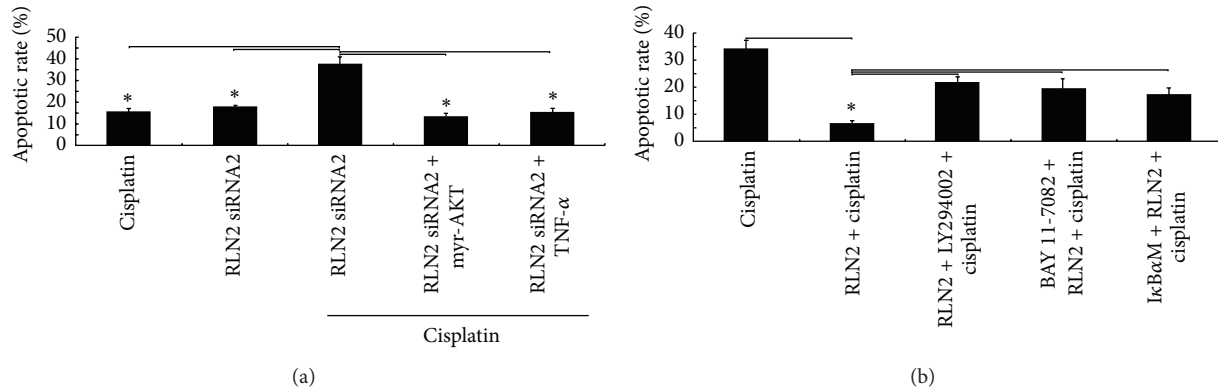 Apoptotic rate (%)
50
40
30
20
10
0
*
*
*
*
Cisplatin
RLN2 siRNA2
RLN2 siRNA2
RLN2 siRNA2 +
myr-AKT
RLN2 siRNA2 +
TNF-α
Cisplatin
(a)
Apoptotic rate (%)
40
30
20
10
0
*
Cisplatin
RLN2 + cisplatin
RLN2 + LY294002 +
cisplatin
BAY 11-7082 +
RLN2 + cisplatin
IκBαM + RLN2 +
cisplatin
(b)